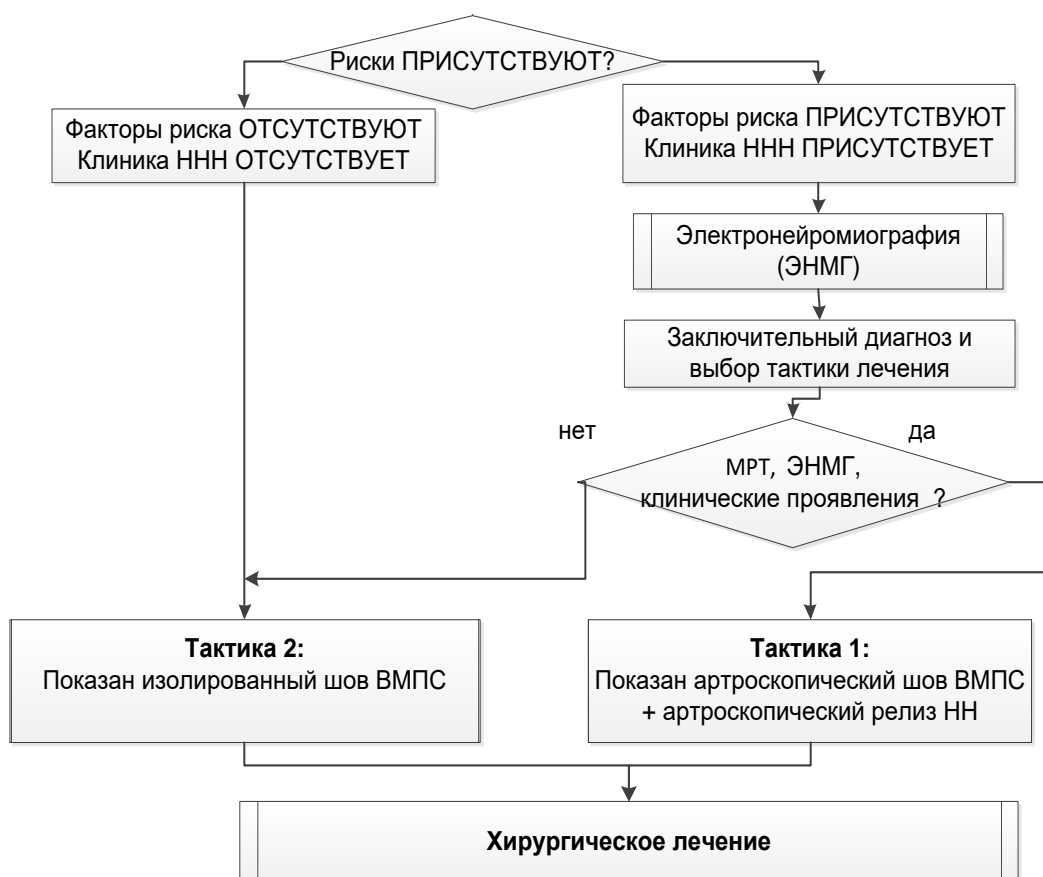 Риски ПРИСУТСТВУЮТ?
Факторы риска ОТСУТСТВУЮТ
Клиника ННН ОТСУТСТВУЕТ
Факторы риска ПРИСУТСТВУЮТ
Клиника ННН ПРИСУТСТВУЕТ
Электронейромиография
(ЭНМГ)
Заключительный диагноз и
выбор тактики лечения
нет
да
МРТ, ЭНМГ,
клинические проявления ?
Тактика 2:
Показан изолированный шов ВМПС
Тактика 1:
Показан артроскопический шов ВМПС
+ артроскопический релиз НН
Хирургическое лечение